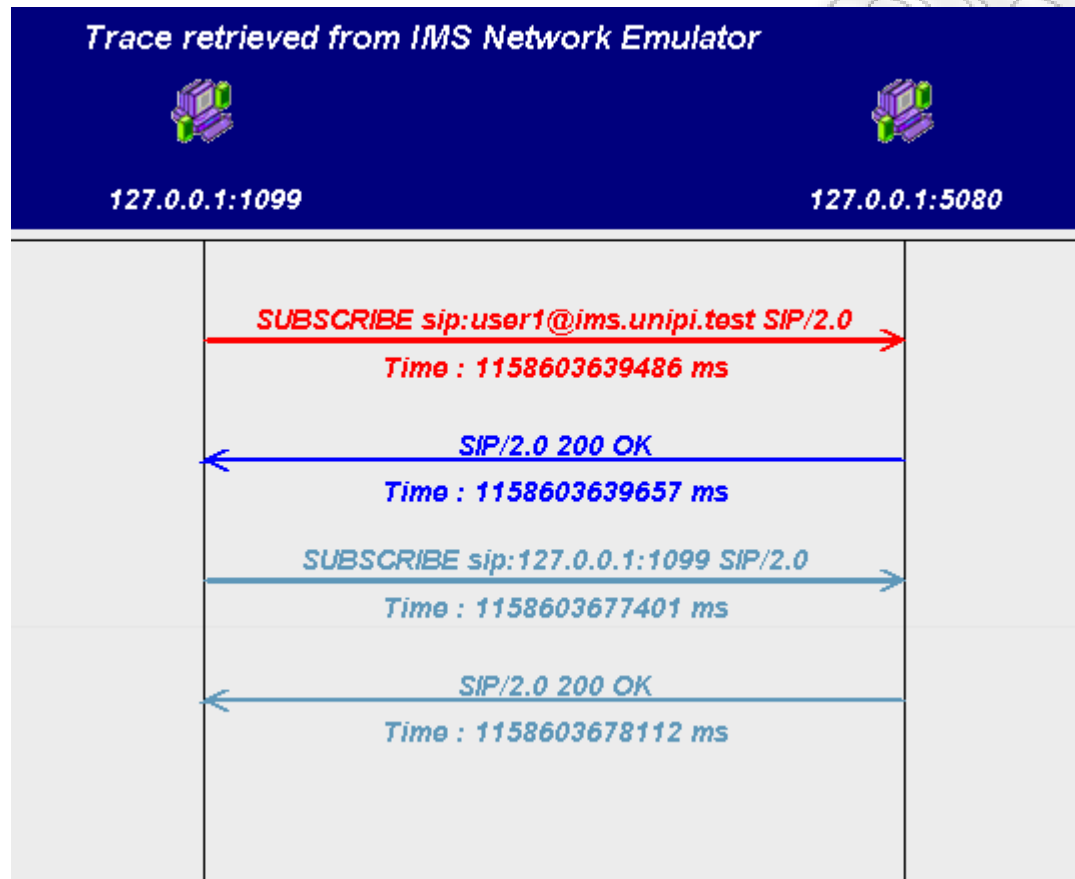 Trace retrieved from IMS Network Emulator
127.0.0.1:1099
127.0.0.1:5080
SUBSCRIBE sip:user1@ims.unipi.test SIP/2.0
Time : 1158603639486 ms
SIP/2.0 200 OK
Time : 1158603639657 ms
SUBSCRIBE sip:127.0.0.1:1099 SIP/2.0
Time : 1158603677401 ms
SIP/2.0 200 OK
Time : 1158603678112 ms